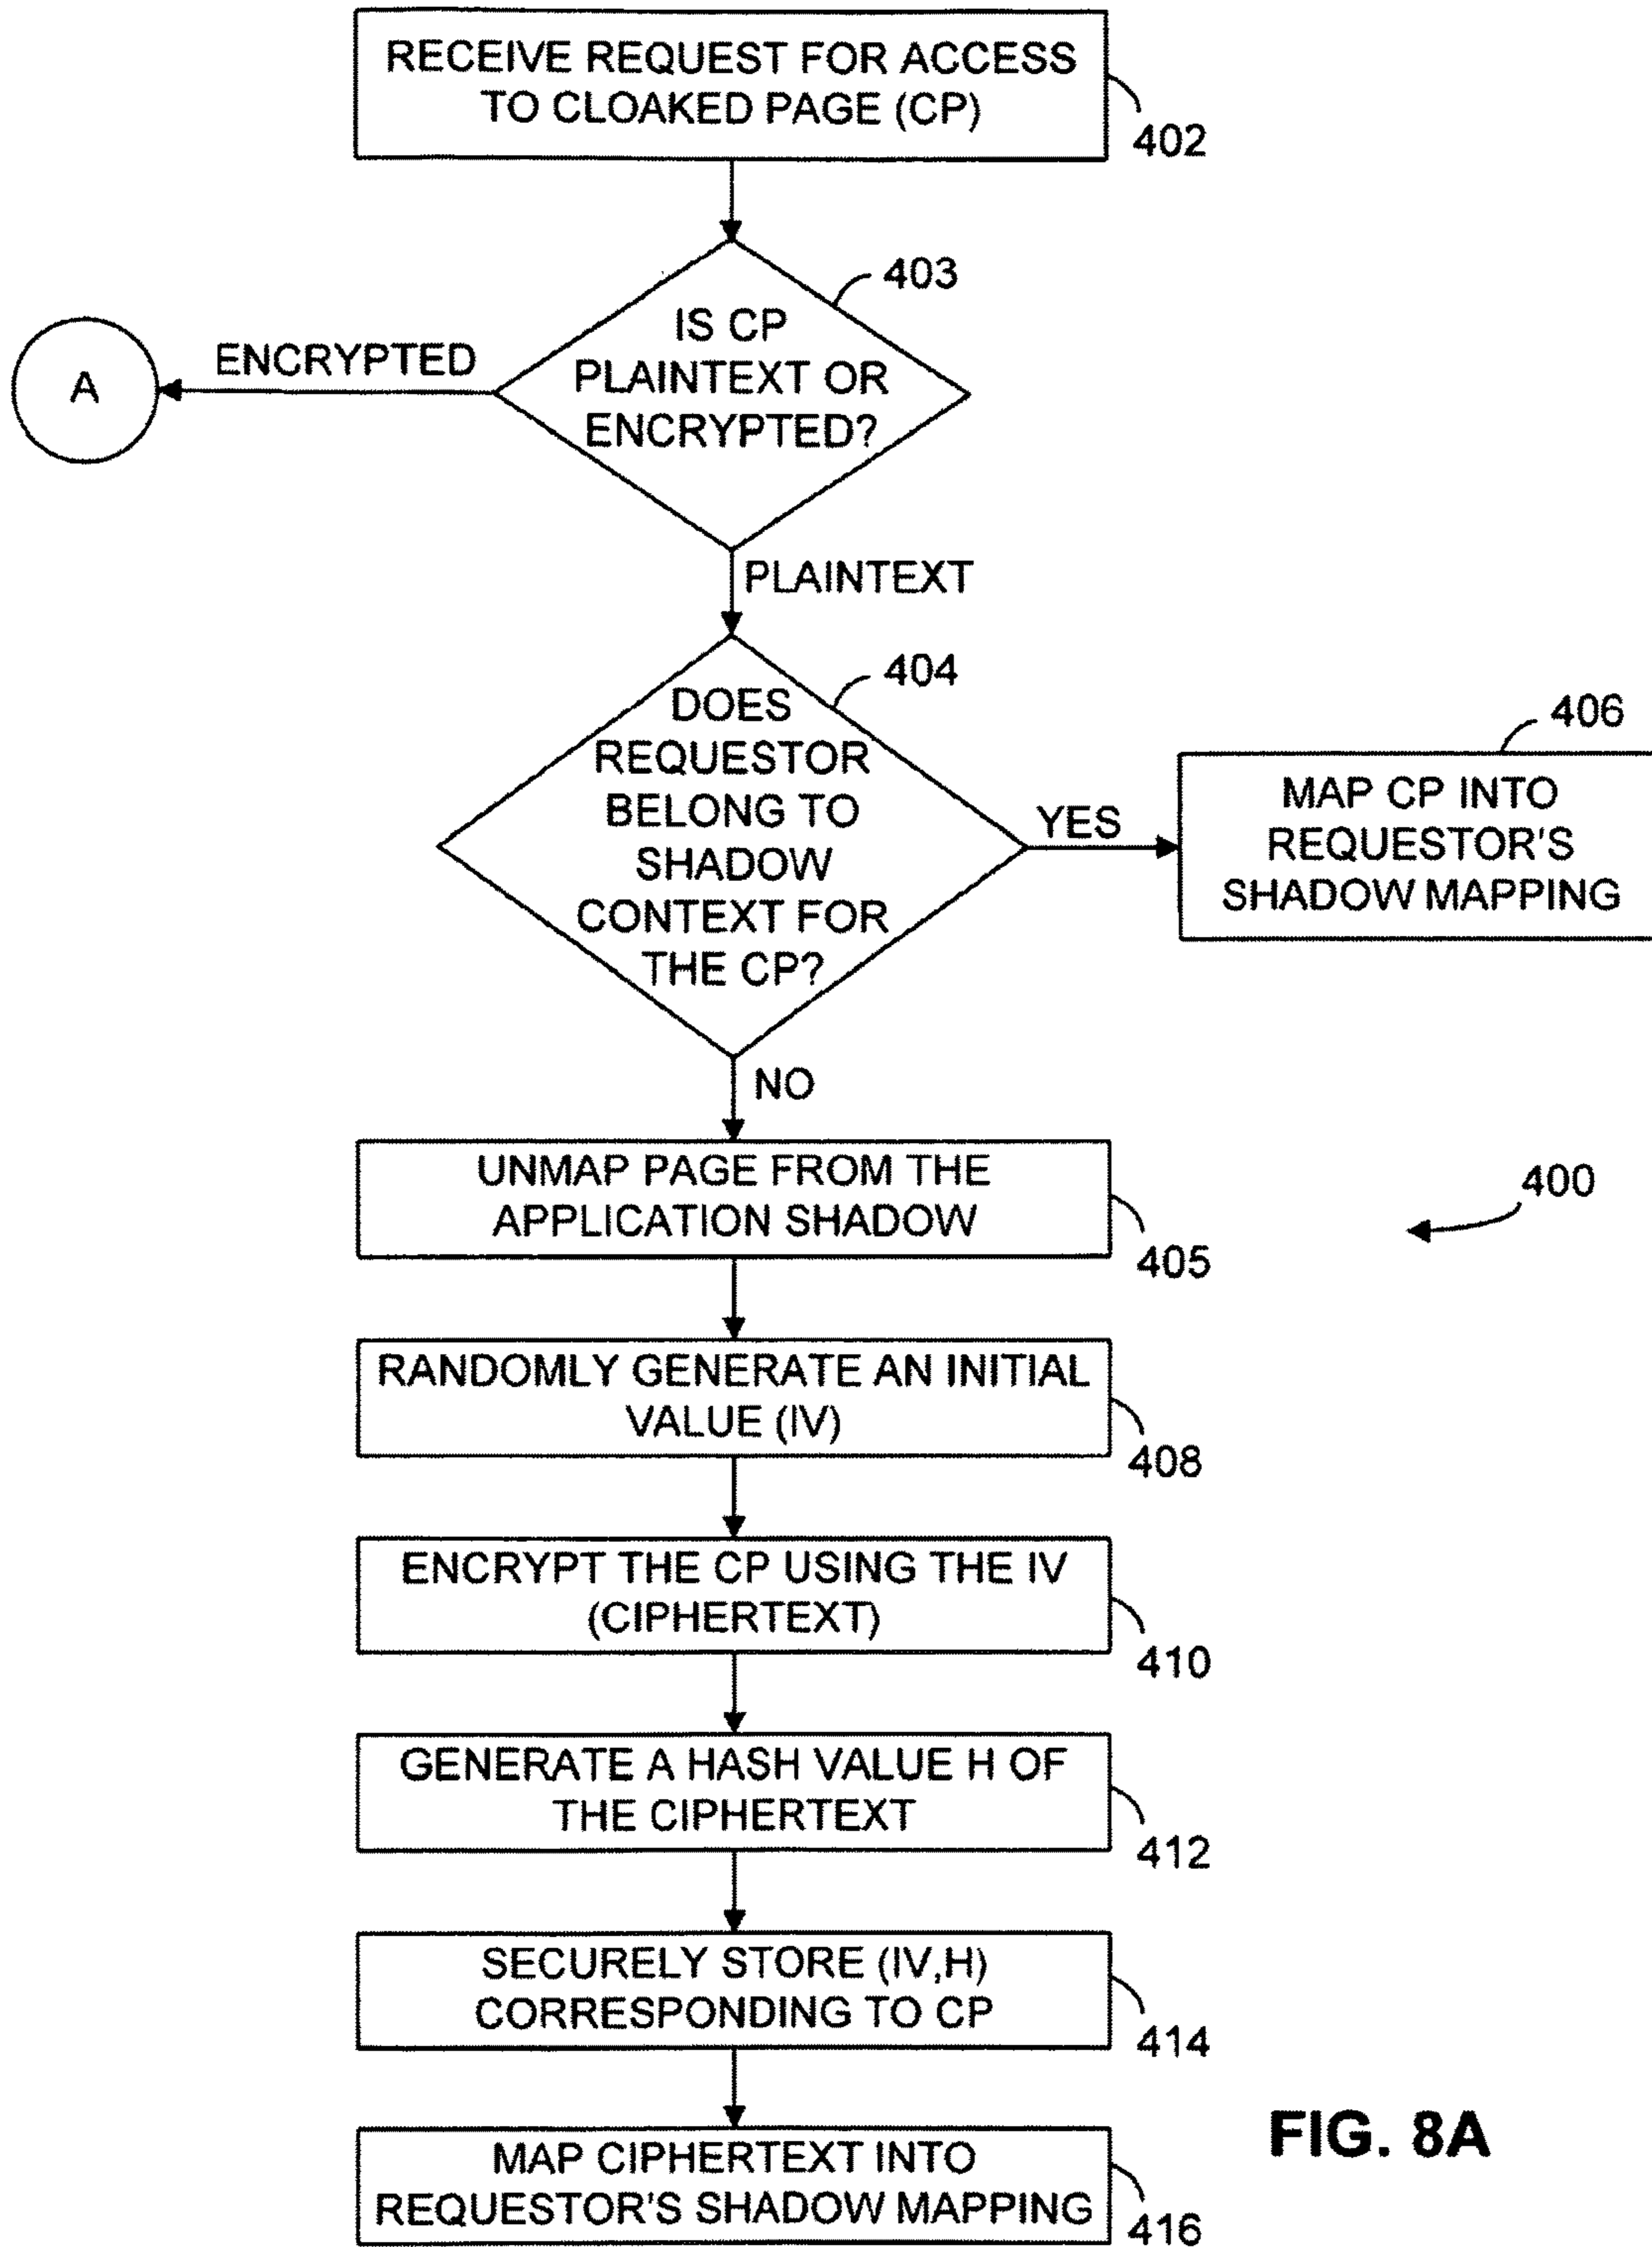 RECEIVE REQUEST FOR ACCESS
TO CLOAKED PAGE (CP)
402
403
IS CP
PLAINTEXT OR
ENCRYPTED?
ENCRYPTED
A
PLAINTEXT
404
DOES
REQUESTOR
BELONG TO
SHADOW
CONTEXT FOR
THE CP?
YES
406
MAP CP INTO
REQUESTOR'S
SHADOW MAPPING
NO
UNMAP PAGE FROM THE
APPLICATION SHADOW
405
400
RANDOMLY GENERATE AN INITIAL
VALUE (IV)
408
ENCRYPT THE CP USING THE IV
(CIPHERTEXT)
410
GENERATE A HASH VALUE H OF
THE CIPHERTEXT
412
SECURELY STORE (IV,H)
CORRESPONDING TO CP
414
MAP CIPHERTEXT INTO
REQUESTOR'S SHADOW MAPPING
416
FIG. 8A